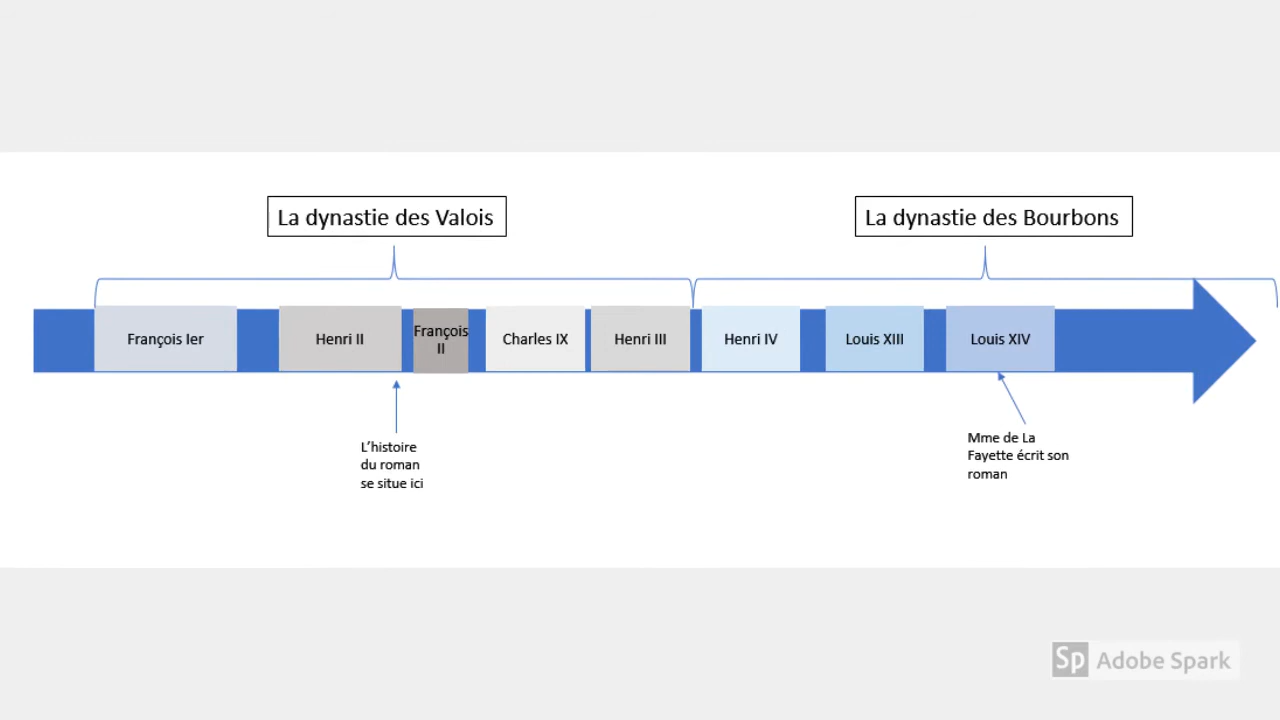 La dynastie des Valois
La dynastie des Bourbons
François Ier
Henri II
François
II
Charles IX
Henri III
Henri IV
Louis XIII
Louis XIV
L’histoire
du roman
se situe ici
Mme de La
Fayette écrit son
roman
Sp Adobe Spark